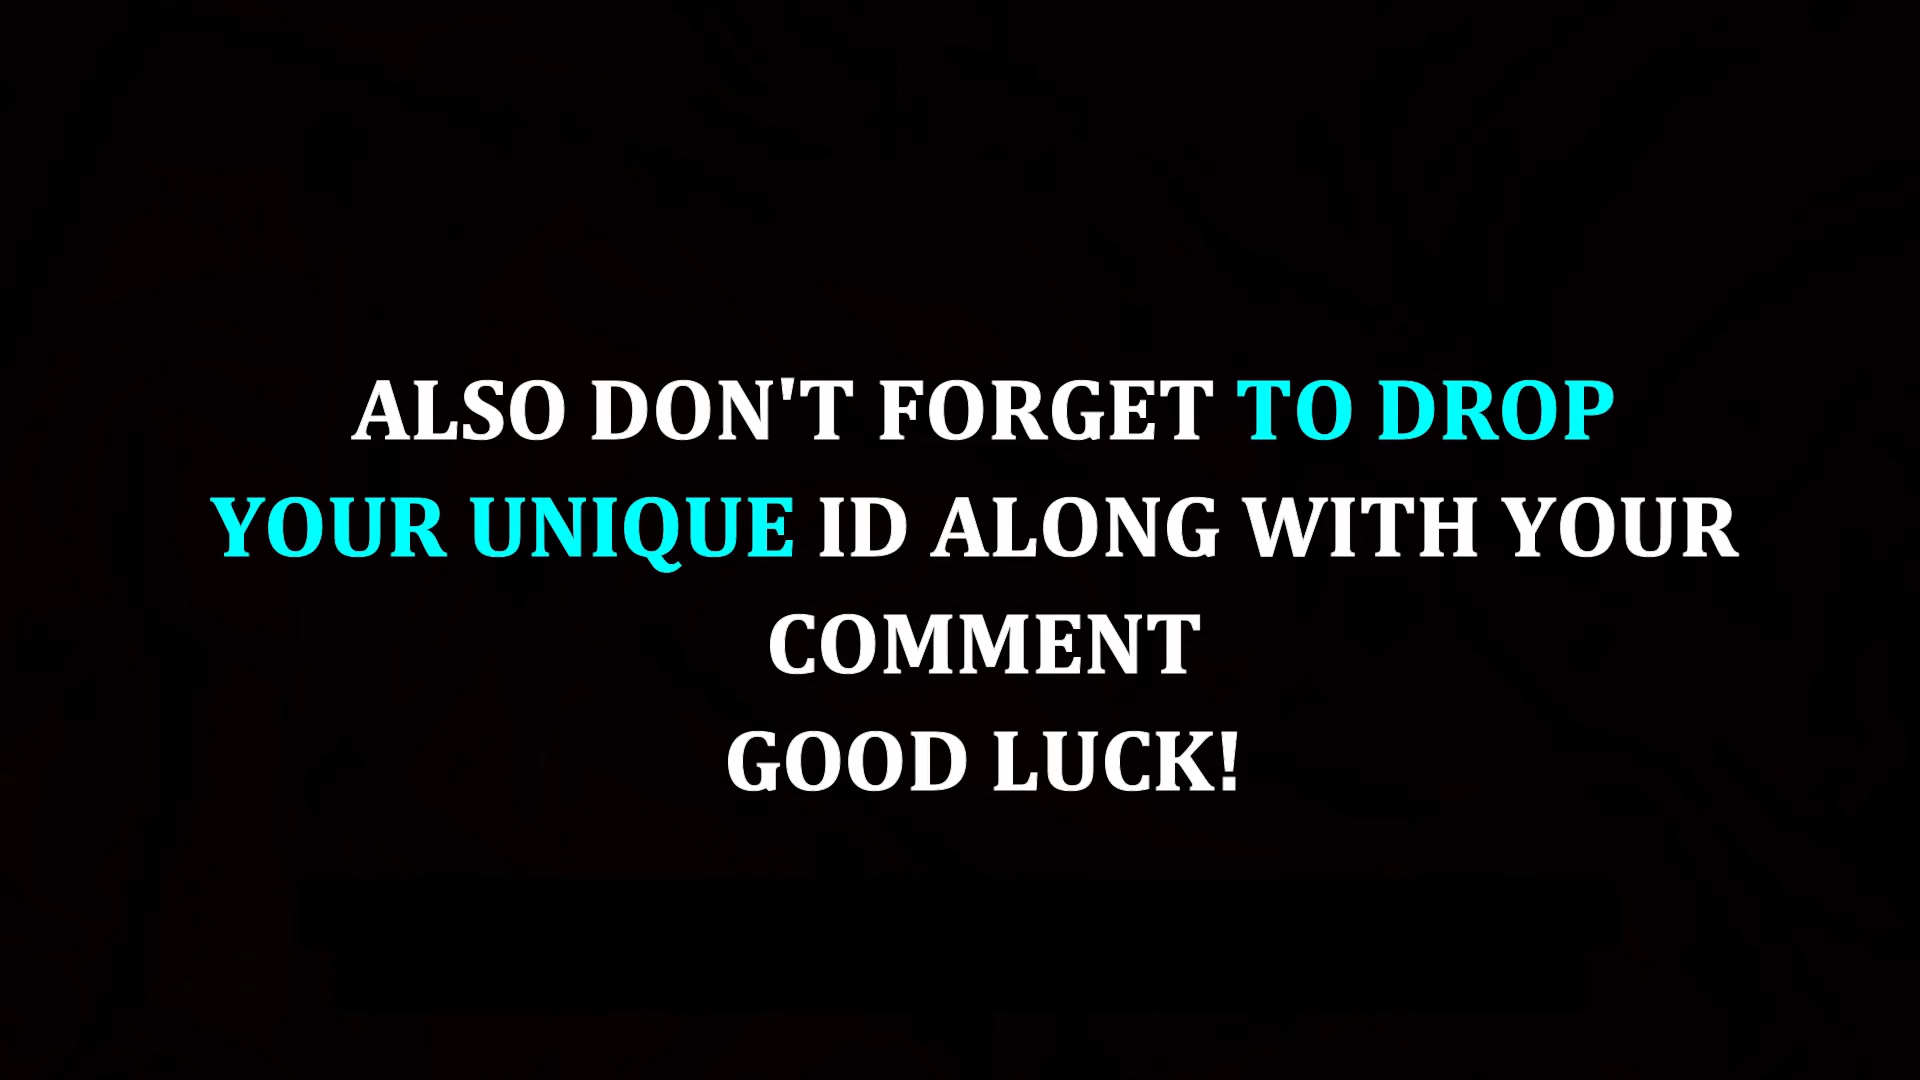 ALSO DON'T FORGET TO DROP
YOUR UNIQUE ID ALONG WITH YOUR
COMMENT
GOOD LUCK!